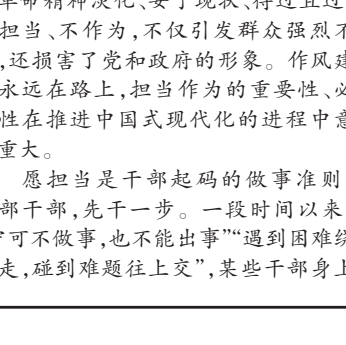 革命精神淡化、安于现状、得过且过
担当、不作为，不仅引发群众强烈不
，还损害了党和政府的形象。作风建
永远在路上，担当作为的重要性、必
性在推进中国式现代化的进程中意
重大。
愿担当是干部起码的做事准则
部干部，先干一步。一段时间以来
可不做事，也不能出事”“遇到困难绕
走，碰到难题往上交”，某些干部身上